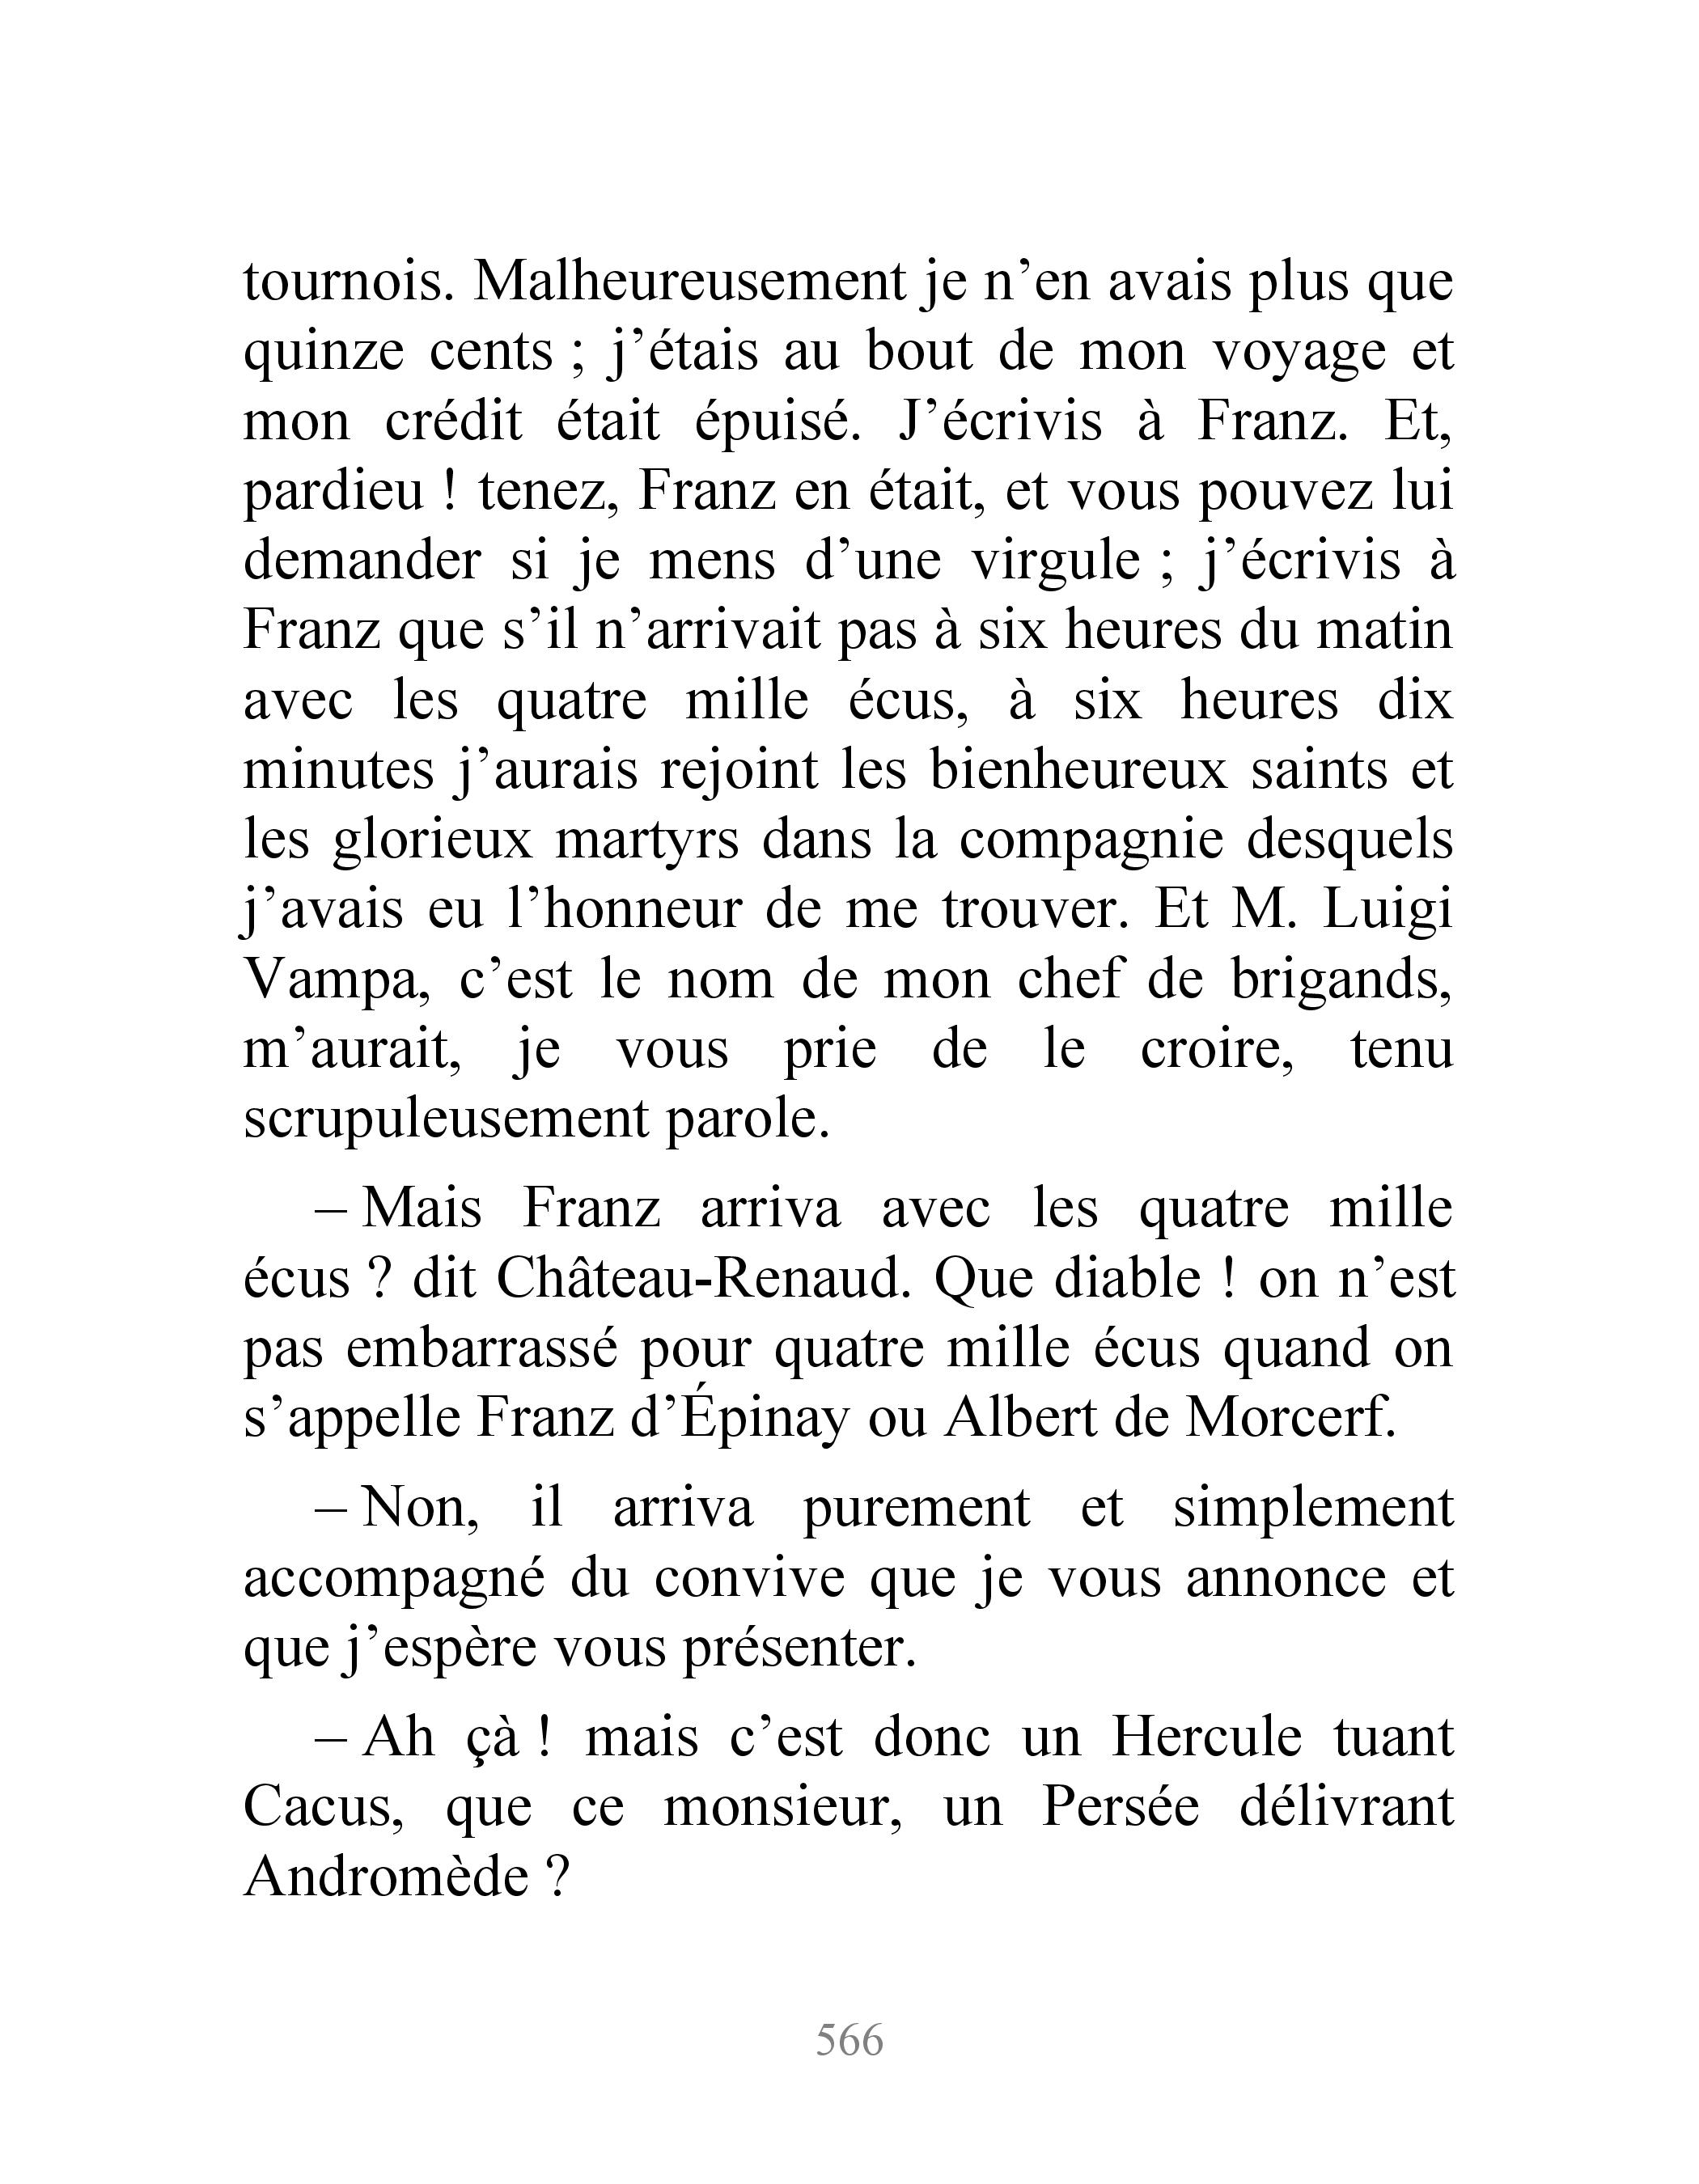 tournois. Malheureusement je n’en avais plus que
quinze cents ; j’étais au bout de mon voyage et
mon crédit était épuisé. J’écrivis à Franz. Et,
pardieu ! tenez, Franz en était, et vous pouvez lui
demander si je mens d’une virgule ; j’écrivis à
Franz que s’il n’arrivait pas à six heures du matin
avec les quatre mille écus, à six heures dix
minutes j’aurais rejoint les bienheureux saints et
les glorieux martyrs dans la compagnie desquels
j’avais eu l’honneur de me trouver. Et M. Luigi
Vampa, c’est le nom de mon chef de brigands,
m’aurait, je vous prie de le croire, tenu
scrupuleusement parole.
– Mais Franz arriva avec les quatre mille
écus ? dit Château-Renaud. Que diable ! on n’est
pas embarrassé pour quatre mille écus quand on
s’appelle Franz d’Épinay ou Albert de Morcerf.
– Non, il arriva purement et simplement
accompagné du convive que je vous annonce et
que j’espère vous présenter.
– Ah çà ! mais c’est donc un Hercule tuant
Cacus, que ce monsieur, un Persée délivrant
Andromède ?
566